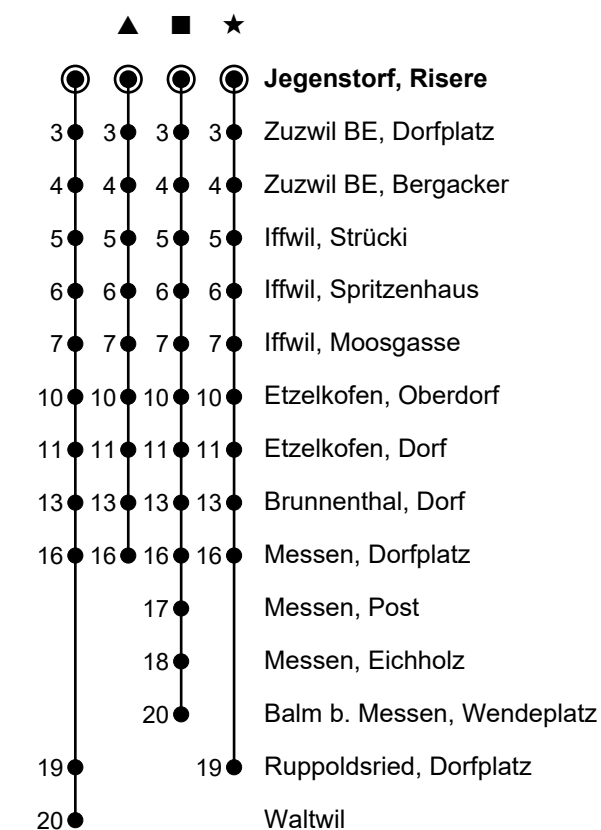 ▲ ■ ★
Jegenstorf, Risere
3 3 3 3 Zuzwil BE, Dorfplatz
4 4 4 4 Zuzwil BE, Bergacker
5 5 5 5 Iffwil, Strücki
6 6 6 6 Iffwil, Spritzenhaus
7 7 7 7 Iffwil, Moosgasse
10 10 10 10 Etzelkofen, Oberdorf
11 11 11 11 Etzelkofen, Dorf
13 13 13 13 Brunnenthal, Dorf
16 16 16 16 Messen, Dorfplatz
17 Messen, Post
18 Messen, Eichholz
20 Balm b. Messen, Wendeplatz
19 19 Ruppoldsried, Dorfplatz
20 Waltwil